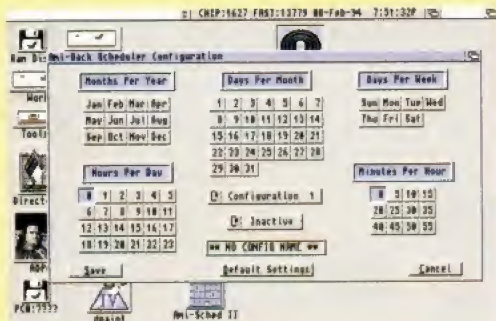 CHIP:1627 FAST:13779 08-Feb-94 7:51:32P
Ram Dis
Ami-Back Scheduler Configuration
Work
Tools
Direct
PC0:????
Months Per Year
Jan Feb Mar Apr
May Jun Jul Aug
Sep Oct Nov Dec
Days Per Month
1 2 3 4 5 6 7
8 9 10 11 12 13 14
15 16 17 18 19 20 21
22 23 24 25 26 27 28
29 30 31
Days Per Week
Sun Mon Tue Wed
Thu Fri Sat
Hours Per Day
0 1 2 3 4 5
6 7 8 9 10 11
12 13 14 15 16 17
18 19 20 21 22 23
Configuration 1
Inactive
** NO CONFIG NAME **
Minutes Per Hour
0 5 10 15
20 25 30 35
40 45 50 55
Save
Default Settings
Cancel
dpaint
Ami-Sched II